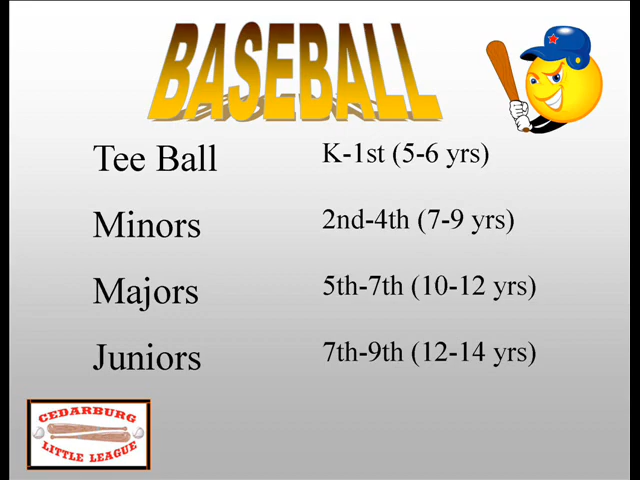 BASEBALL
Tee Ball K-1st (5-6 yrs)
Minors 2nd-4th (7-9 yrs)
Majors 5th-7th (10-12 yrs)
Juniors 7th-9th (12-14 yrs)
CEDARBURG
LITTLE LEAGUE